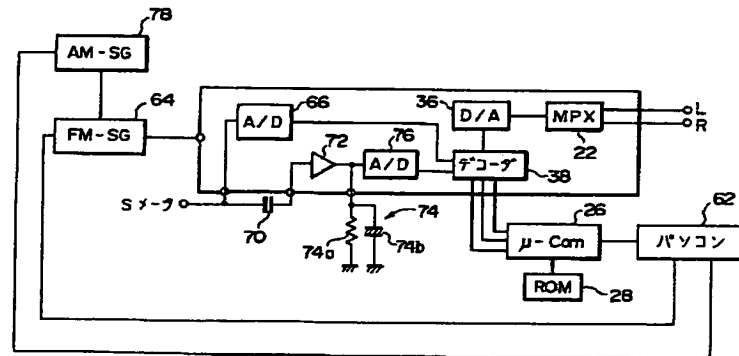 78
AM-SG
64
FM-SG
66
A/D
36
D/A
MPX
22
L
R
72
76
A/D
デコーダ
38
Sメータ
70
74
74a
74b
26
μ-Com
62
パソコン
ROM
28